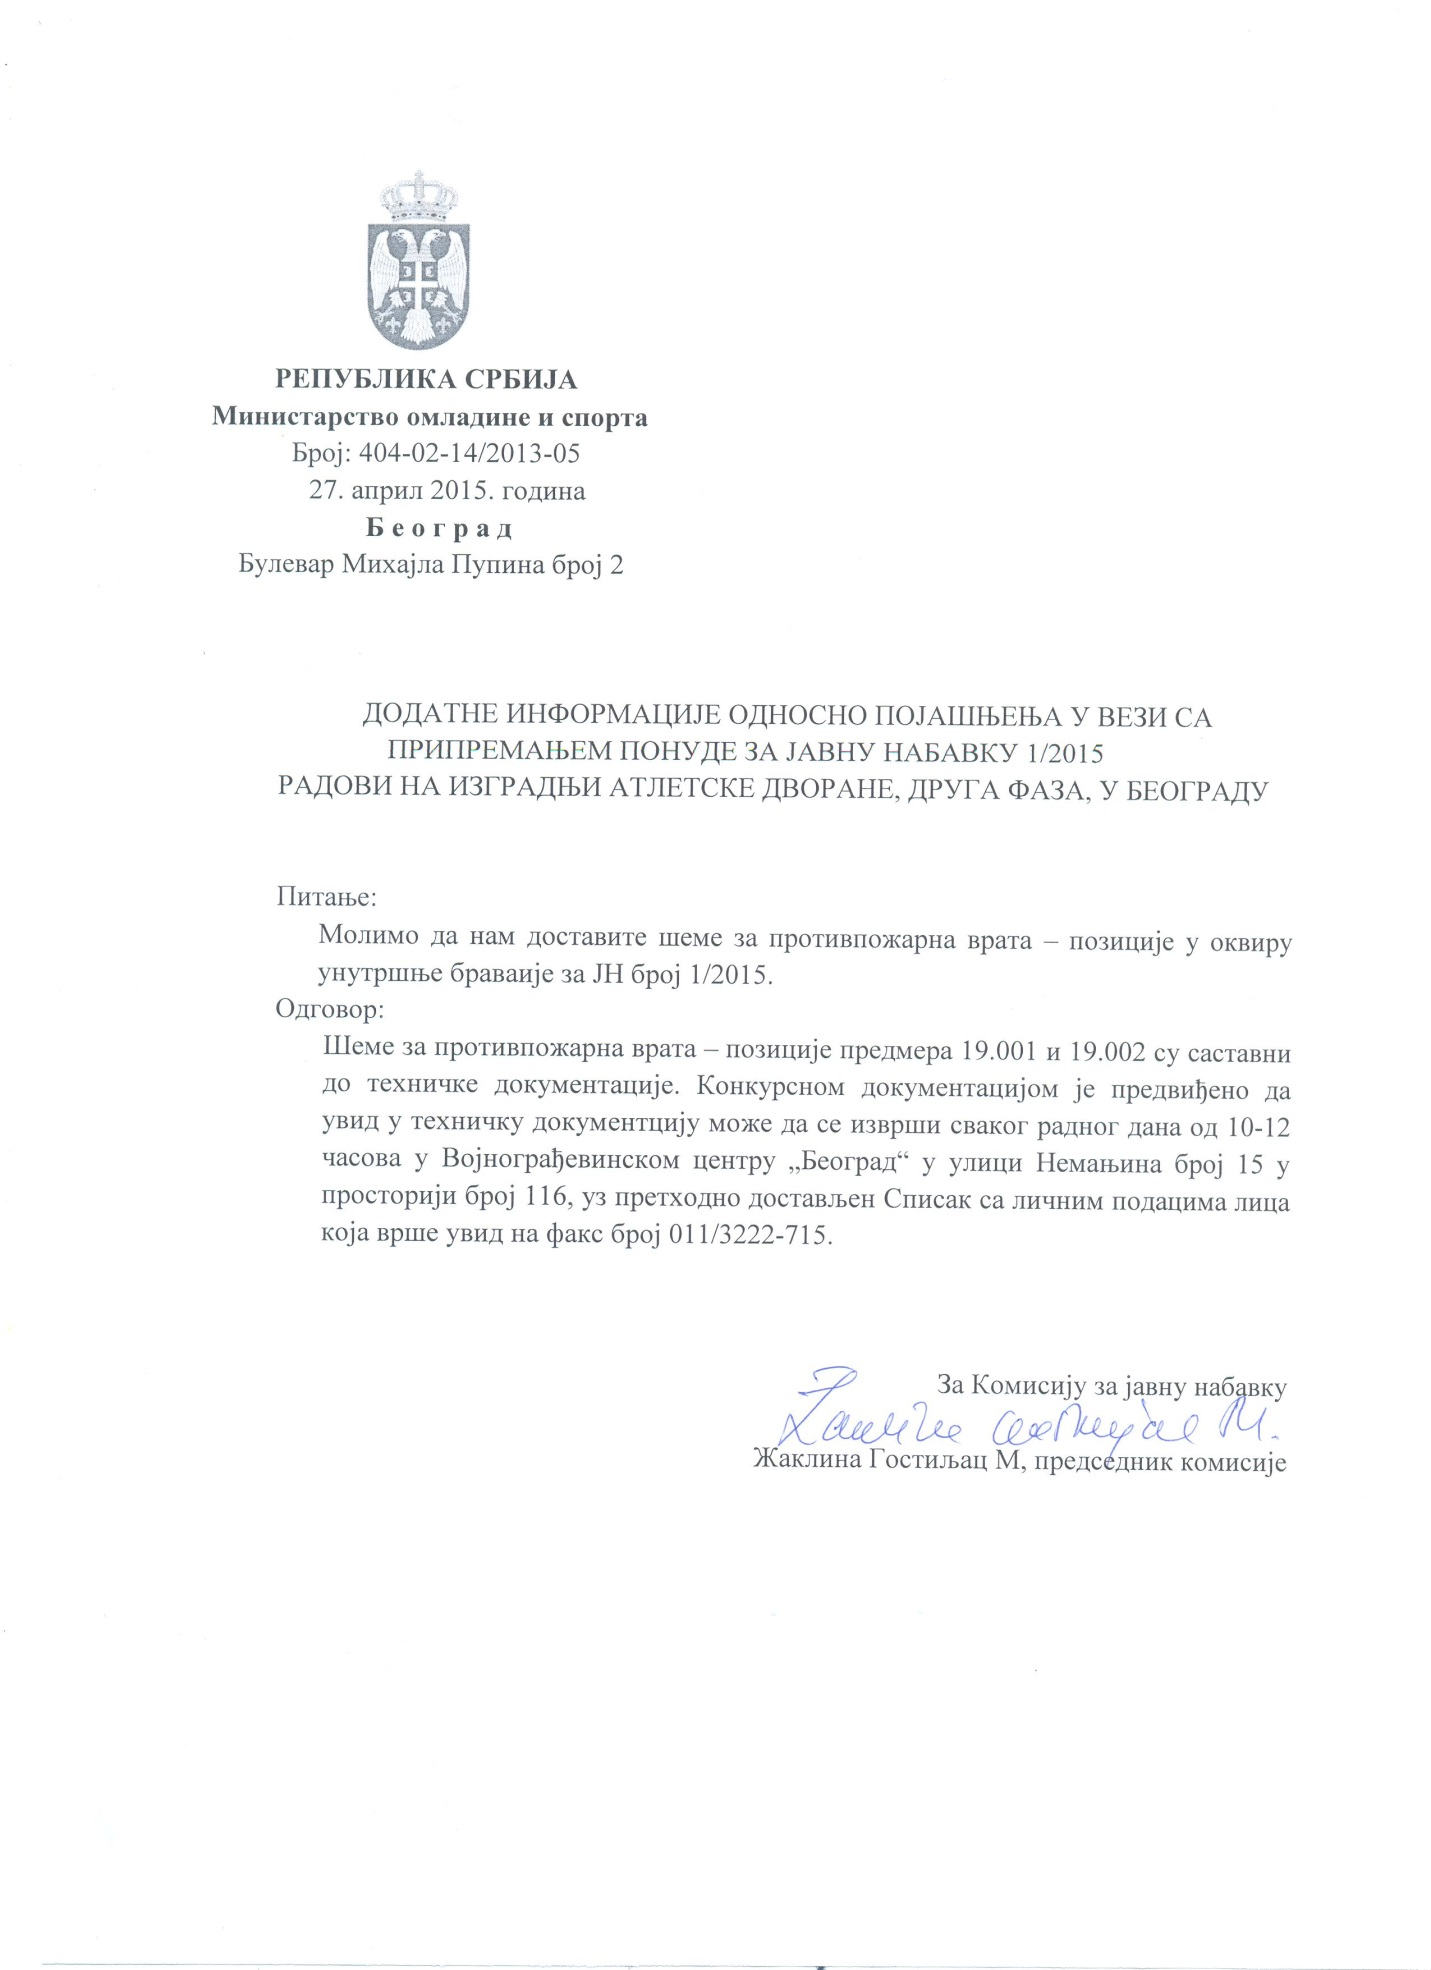 РЕПУБЛИКА СРБИЈА
Министарство омладине и спорта
Број: 404-02-14/2013-05
27. април 2015. година
Б е о г р а д
Булевар Михајла Пупина број 2
ДОДАТНЕ ИНФОРМАЦИЈЕ ОДНОСНО ПОЈАШЊЕЊА У ВЕЗИ СА
ПРИПРЕМАЊЕМ ПОНУДЕ ЗА ЈАВНУ НАБАВКУ 1/2015
РАДОВИ НА ИЗГРАДЊИ АТЛЕТСКЕ ДВОРАНЕ, ДРУГА ФАЗА, У БЕОГРАДУ
Питање:
Молимо да нам доставите шеме за противпожарна врата – позиције у оквиру
унутршње браваије за ЈН број 1/2015.
Одговор:
Шеме за противпожарна врата – позиције предмера 19.001 и 19.002 су саставни
до техничке документације. Конкурсном документацијом је предвиђено да
увид у техничку документцију може да се изврши сваког радног дана од 10-12
часова у Војнограђевинском центру „Београд“ у улици Немањина број 15 у
просторији број 116, уз претходно достављен Списак са личним подацима лица
која врше увид на факс број 011/3222-715.
За Комисију за јавну набавку
Жаклина Гостиљац М, председник комисије